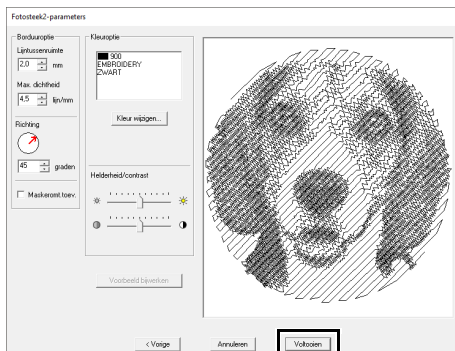 Fotosteek2-parameters
Borduuroptie
Lijntussenruimte
2,0 mm
Max. dichtheid
4,5 lijn/mm
Richting
45 graden
Maskeromt toev.
Kleuroptie
900
EMBROIDERY
ZWART
Kleur wijzigen...
Helderheid/contrast
Voorbeeld bijwerken
< Vorige
Annuleren
Voltooien